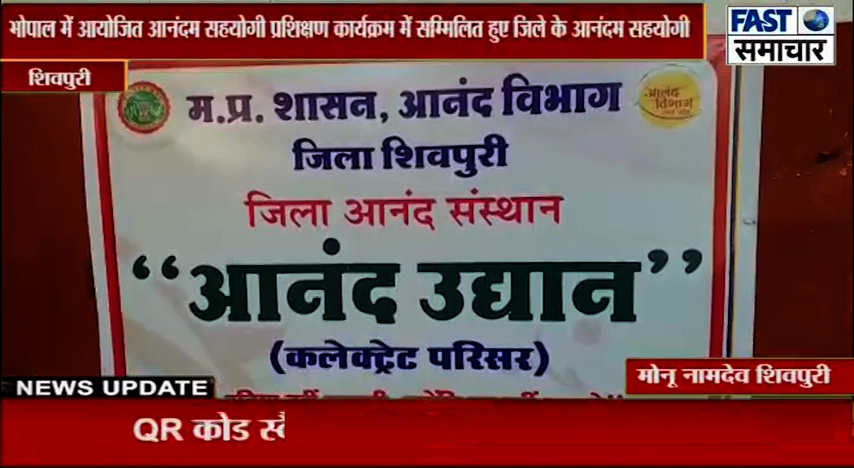 भोपाल में आयोजित आनंदम सहयोगी प्रशिक्षण कार्यक्रम में सम्मिलित हुए जिले के आनंदम सहयोगी
FAST
समाचार
शिवपुरी
म.प्र. शासन, आनंद विभाग
आनंद
विभाग
जिला शिवपुरी
जिला आनंद संस्थान
“आनंद उद्यान”
(कलेक्ट्रेट परिसर)
मोनू नामदेव शिवपुरी
NEWS UPDATE
QR कोड